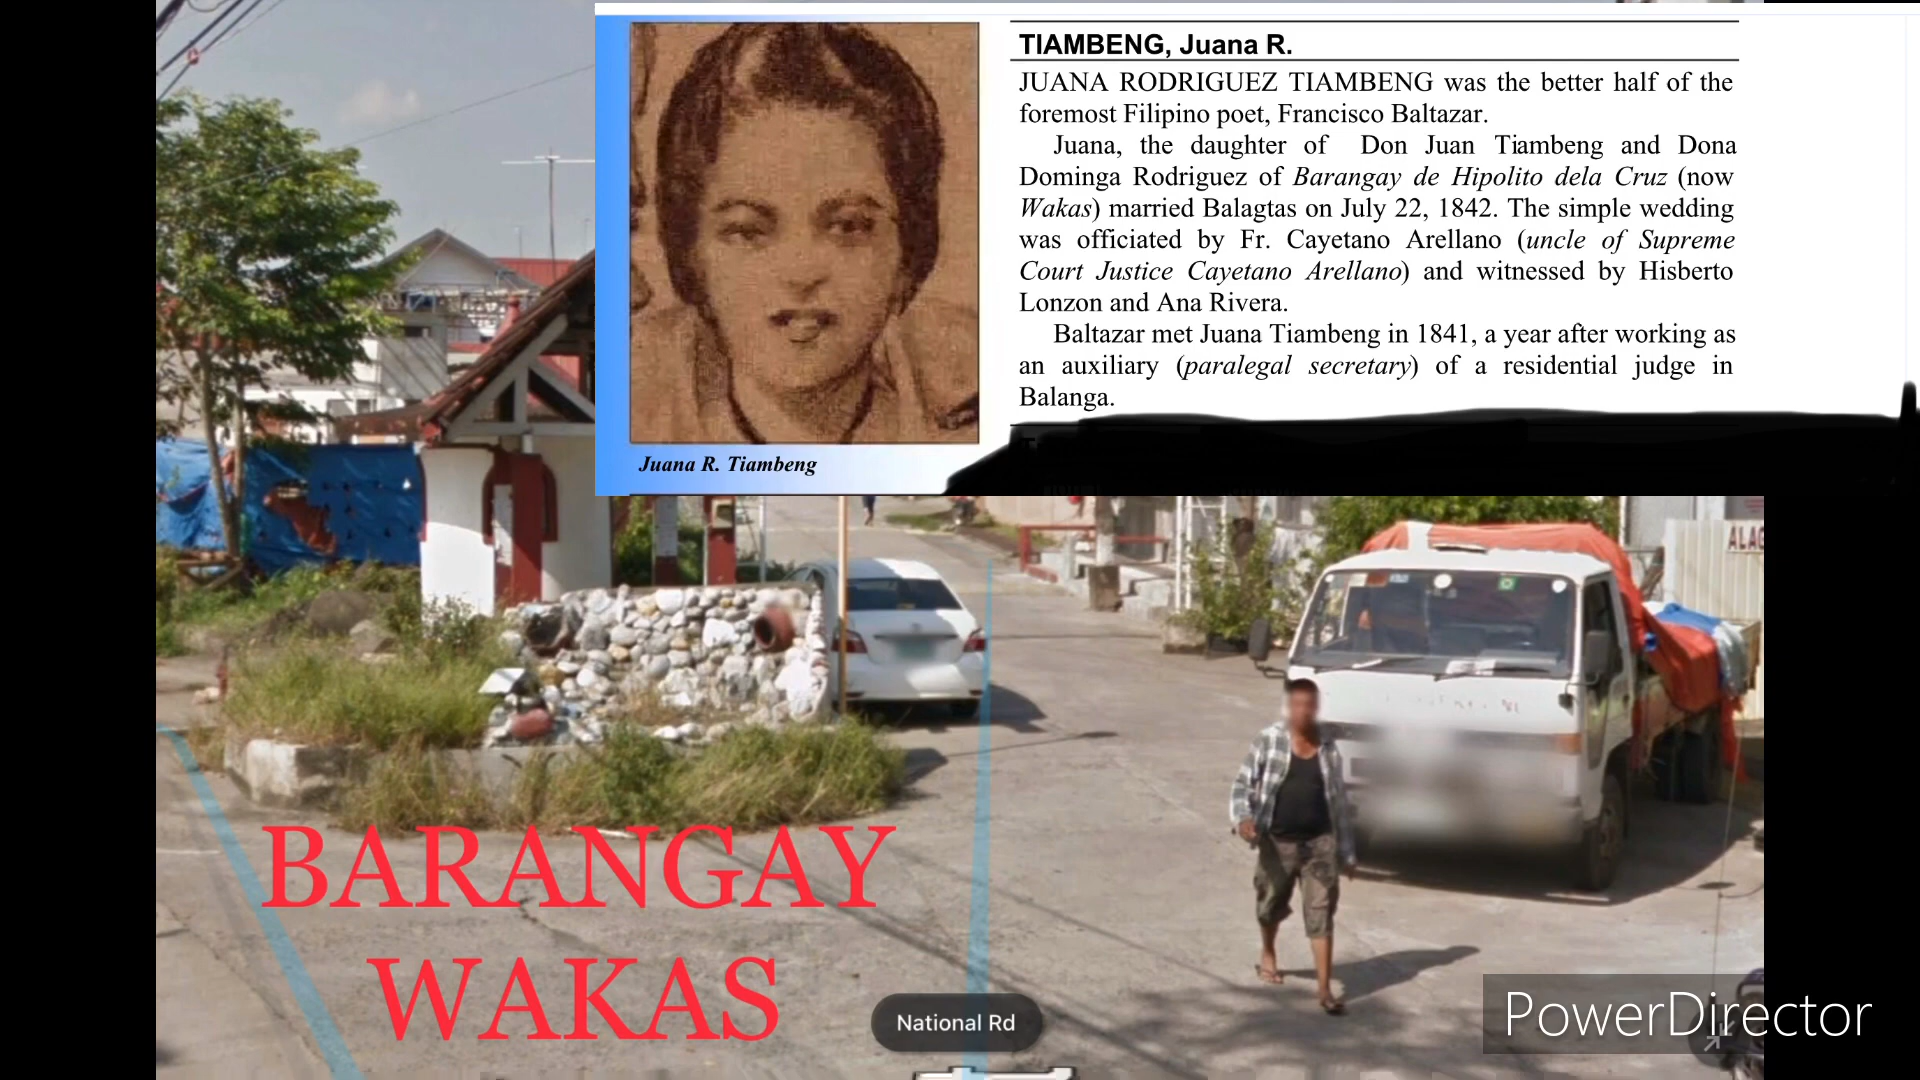 TIAMBENG, Juana R.
JUANA RODRIGUEZ TIAMBENG was the better half of the
foremost Filipino poet, Francisco Baltazar.
Juana, the daughter of Don Juan Tiambeng and Dona
Dominga Rodriguez of Barangay de Hipolito dela Cruz (now
Wakas) married Balagtas on July 22, 1842. The simple wedding
was officiated by Fr. Cayetano Arellano (uncle of Supreme
Court Justice Cayetano Arellano) and witnessed by Hisberto
Lonzon and Ana Rivera.
Baltazar met Juana Tiambeng in 1841, a year after working as
an auxiliary (paralegal secretary) of a residential judge in
Balanga.
Juana R. Tiambeng
ALAG
BARANGAY
WAKAS
National Rd
PowerDirector